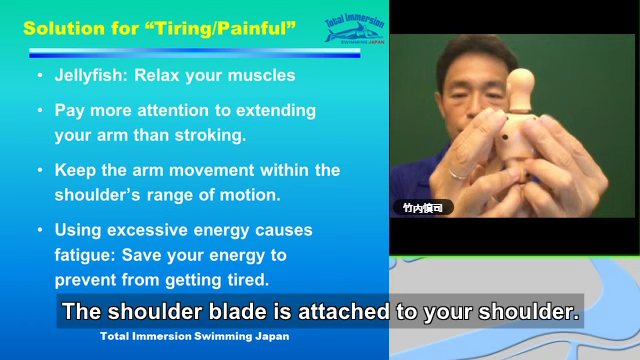 Solution for “Tiring/Painful”
Total Immersion
SWIMMING JAPAN
• Jellyfish: Relax your muscles
• Pay more attention to extending
your arm than stroking.
• Keep the arm movement within the
shoulder’s range of motion.
• Using excessive energy causes
fatigue: Save your energy to
prevent from getting tired.
竹内慎司
The shoulder blade is attached to your shoulder.
Total Immersion Swimming Japan